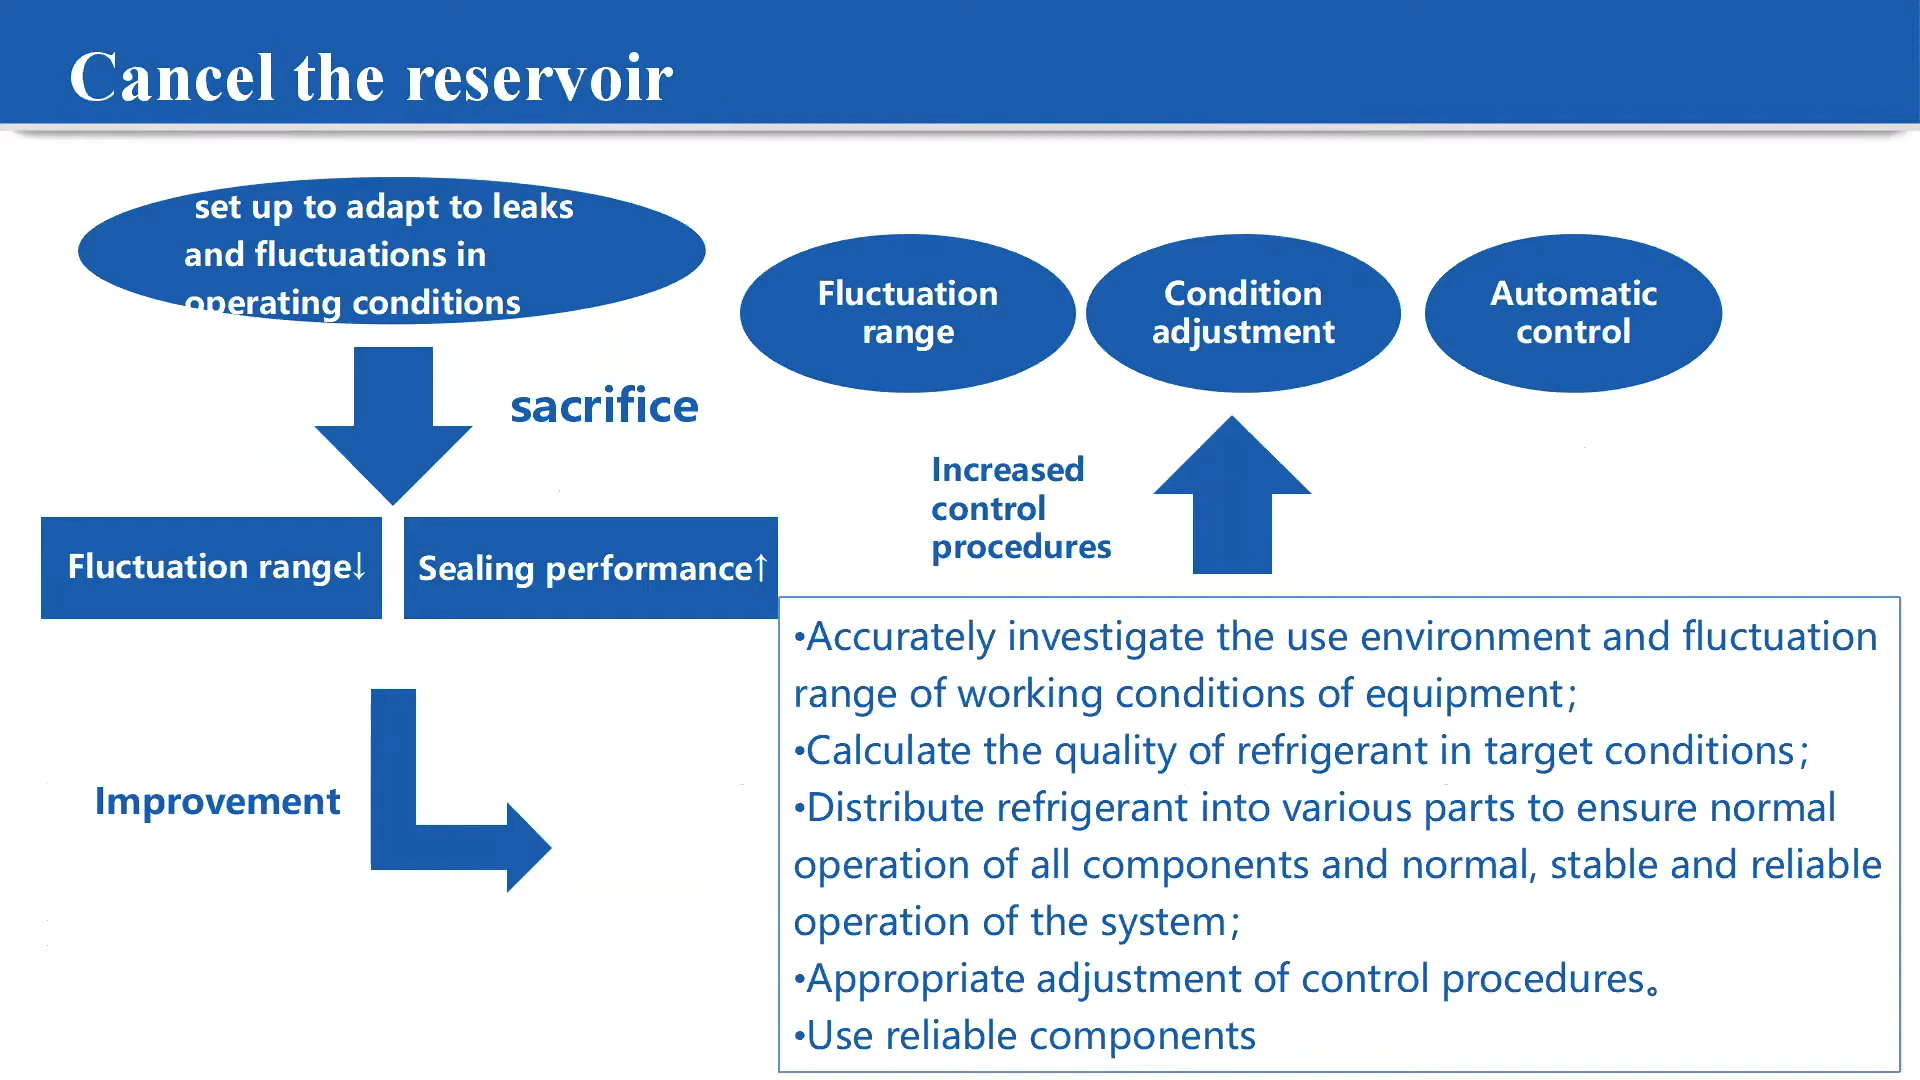 Cancel the reservoir
set up to adapt to leaks
and fluctuations in
operating conditions
sacrifice
Fluctuation range↓
Sealing performance↑
Improvement
Fluctuation
range
Condition
adjustment
Automatic
control
Increased
control
procedures
•Accurately investigate the use environment and fluctuation
range of working conditions of equipment；
•Calculate the quality of refrigerant in target conditions；
•Distribute refrigerant into various parts to ensure normal
operation of all components and normal, stable and reliable
operation of the system；
•Appropriate adjustment of control procedures。
•Use reliable components